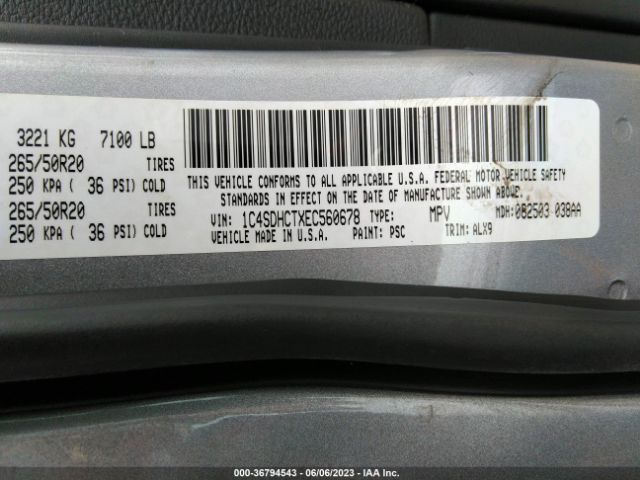 3221 KG 7100 LB
265/50R20 TIRES
250 KPA ( 36 PSI) COLD
265/50R20 TIRES
250 KPA ( 36 PSI) COLD
THIS VEHICLE CONFORMS TO ALL APPLICABLE U.S.A. FEDERAL MOTOR VEHICLE SAFETY
STANDARDS IN EFFECT ON THE DATE OF MANUFACTURE SHOWN ABOVE.
VIN: 1C4SDHCTXEC560678 TYPE: MPV MDH: 082503 038AA
VEHICLE MADE IN U.S.A. PAINT: PSC TRIM: ALX9
000-36794543 / 06/06/2023 - IAA Inc.